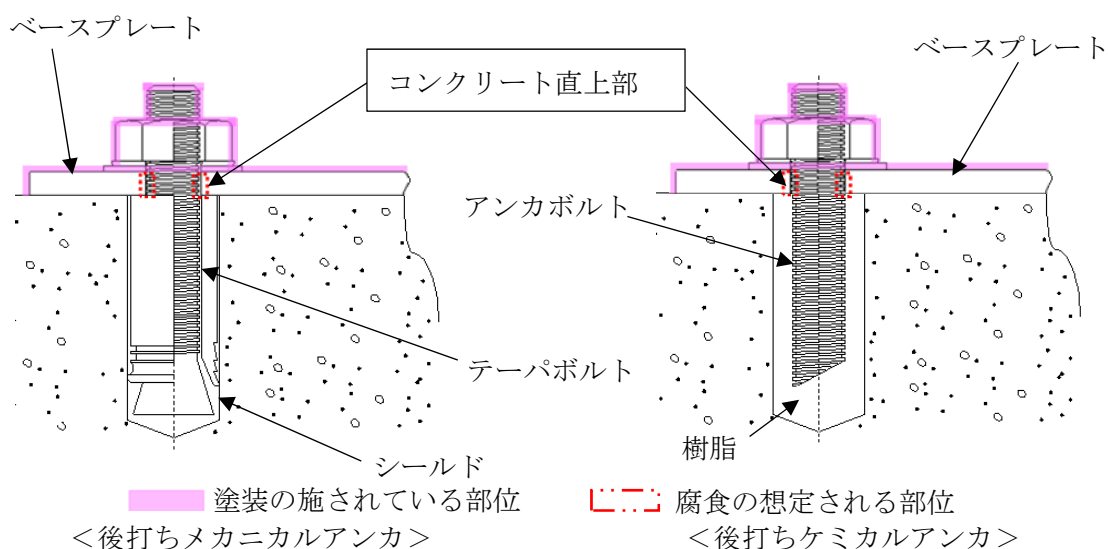 ベースプレート
コンクリート直上部
ベースプレート
アンカボルト
テーパボルト
シールド
樹脂
塗装の施されている部位
腐食の想定される部位
＜後打ちメカニカルアンカ＞
＜後打ちケミカルアンカ＞